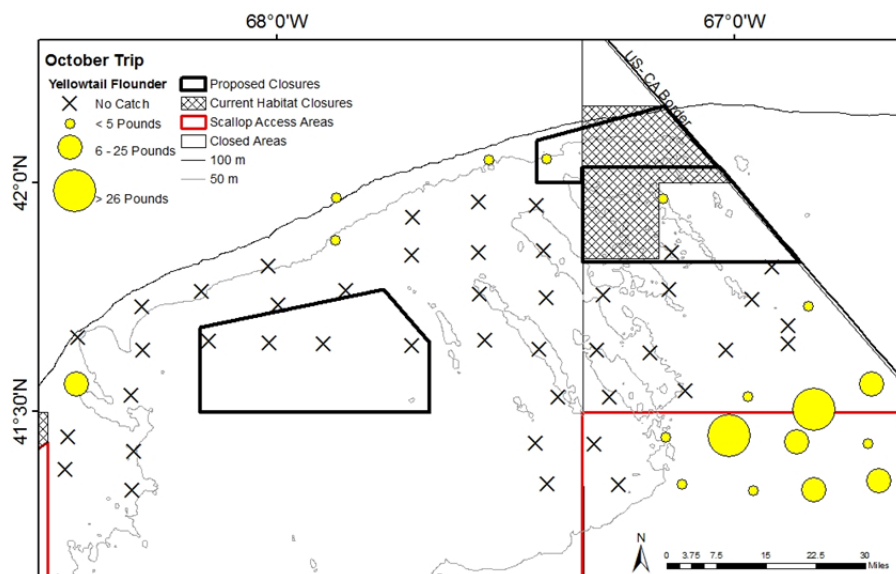 68°0'W
67°0'W
October Trip
Yellowtail Flounder
No Catch
< 5 Pounds
6 - 25 Pounds
> 26 Pounds
Proposed Closures
Current Habitat Closures
Scallop Access Areas
Closed Areas
100 m
50 m
US-CA Border
42°0'N
41°30'N
N
0 3.75 7.5 15 22.5 30
Miles